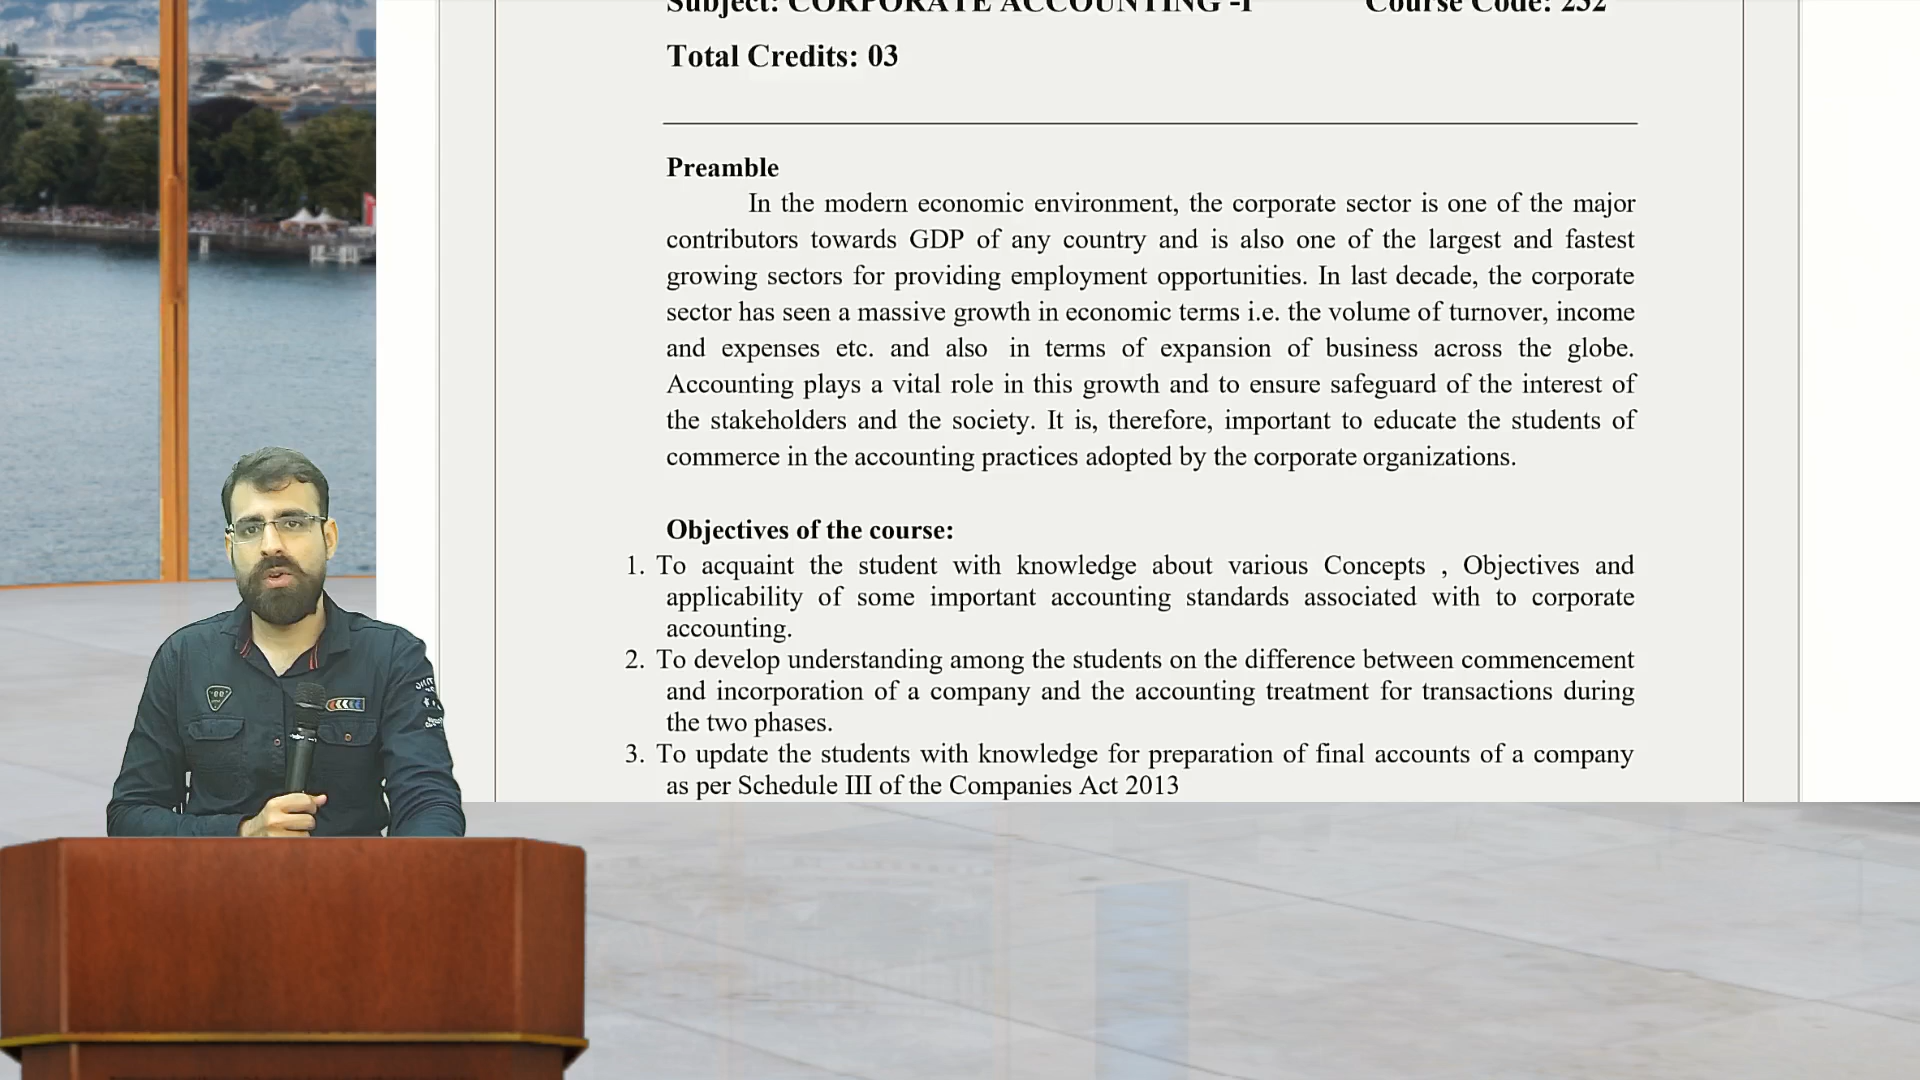 Subject: CORPORATE ACCOUNTING -I Course Code: 232
Total Credits: 03
Preamble
In the modern economic environment, the corporate sector is one of the major
contributors towards GDP of any country and is also one of the largest and fastest
growing sectors for providing employment opportunities. In last decade, the corporate
sector has seen a massive growth in economic terms i.e. the volume of turnover, income
and expenses etc. and also in terms of expansion of business across the globe.
Accounting plays a vital role in this growth and to ensure safeguard of the interest of
the stakeholders and the society. It is, therefore, important to educate the students of
commerce in the accounting practices adopted by the corporate organizations.
Objectives of the course:
1. To acquaint the student with knowledge about various Concepts , Objectives and
applicability of some important accounting standards associated with to corporate
accounting.
2. To develop understanding among the students on the difference between commencement
and incorporation of a company and the accounting treatment for transactions during
the two phases.
3. To update the students with knowledge for preparation of final accounts of a company
as per Schedule III of the Companies Act 2013